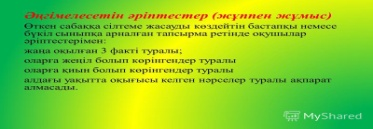 Әңгімелесетін әріптестер (жұппен жұмыс)
Өткен сабаққа сілтеме жасауды көздейтін бастапқы немесе
бүкіл сыныпқа арналған тапсырма ретінде оқушылар
әріптестерімен:
жаңа оқылған 3 факті туралы;
оларға жеңіл болып көрінгендер туралы
оларға қиын болып көрінгендер туралы
алдағы уақытта оқығысы келген нәрселер туралы ақпарат
алмасады.
MyShared